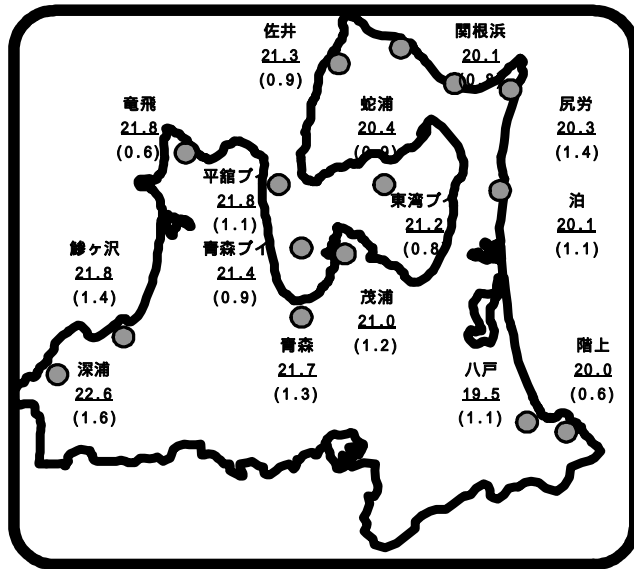 佐井
21.3
(0.9)
関根浜
20.1
竜飛
21.8
(0.6)
蛇浦
20.4
尻労
20.3
(1.4)
平舘ブイ
21.8
(1.1)
東湾ブイ
21.2
(0.8)
泊
20.1
(1.1)
鰺ヶ沢
21.8
(1.4)
青森ブイ
21.4
(0.9)
茂浦
21.0
(1.2)
深浦
22.6
(1.6)
青森
21.7
(1.3)
八戸
19.5
(1.1)
階上
20.0
(0.6)